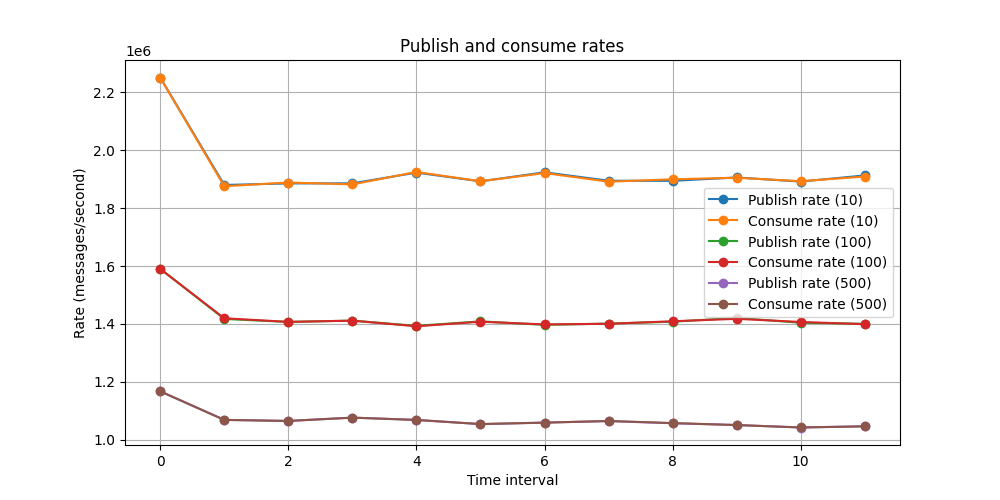 Publish and consume rates
1e6
2.2
2.0
1.8
1.6
1.4
1.2
1.0
Rate (messages/second)
Publish rate (10)
Consume rate (10)
Publish rate (100)
Consume rate (100)
Publish rate (500)
Consume rate (500)
0 2 4 6 8 10
Time interval